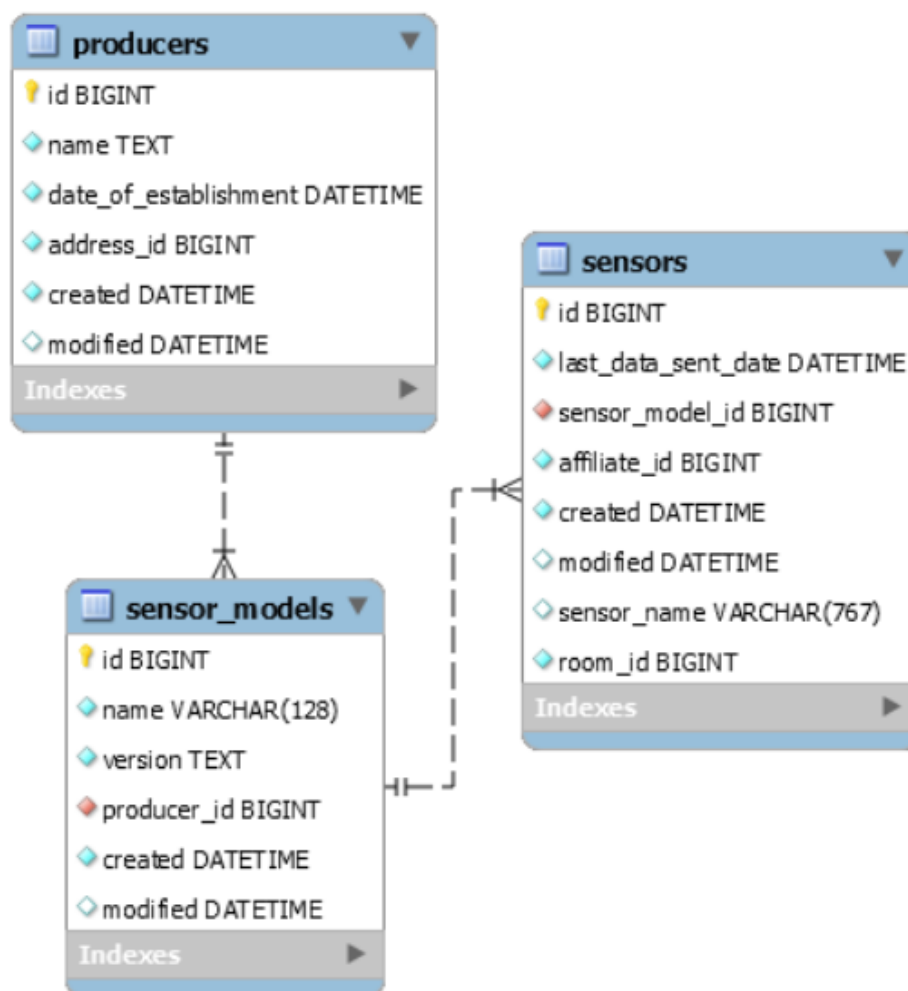 producers
id BIGINT
name TEXT
date_of_establishment DATETIME
address_id BIGINT
created DATETIME
modified DATETIME
Indexes
sensors
id BIGINT
last_data_sent_date DATETIME
sensor_model_id BIGINT
affiliate_id BIGINT
created DATETIME
modified DATETIME
sensor_name VARCHAR(767)
room_id BIGINT
Indexes
sensor_models
id BIGINT
name VARCHAR(128)
version TEXT
producer_id BIGINT
created DATETIME
modified DATETIME
Indexes